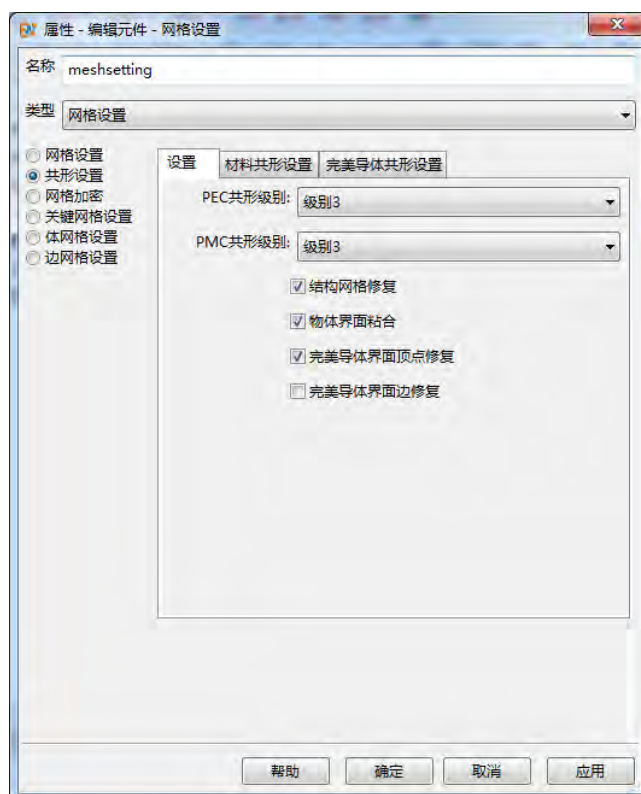 属性 - 编辑元件 - 网格设置
名称 meshsetting
类型 网格设置
网格设置
共形设置
网格加密
关键网格设置
体网格设置
边网格设置
设置 材料共形设置 完美导体共形设置
PEC共形级别: 级别3
PMC共形级别: 级别3
结构网格修复
物体界面粘合
完美导体界面顶点修复
完美导体界面边修复
帮助 确定 取消 应用